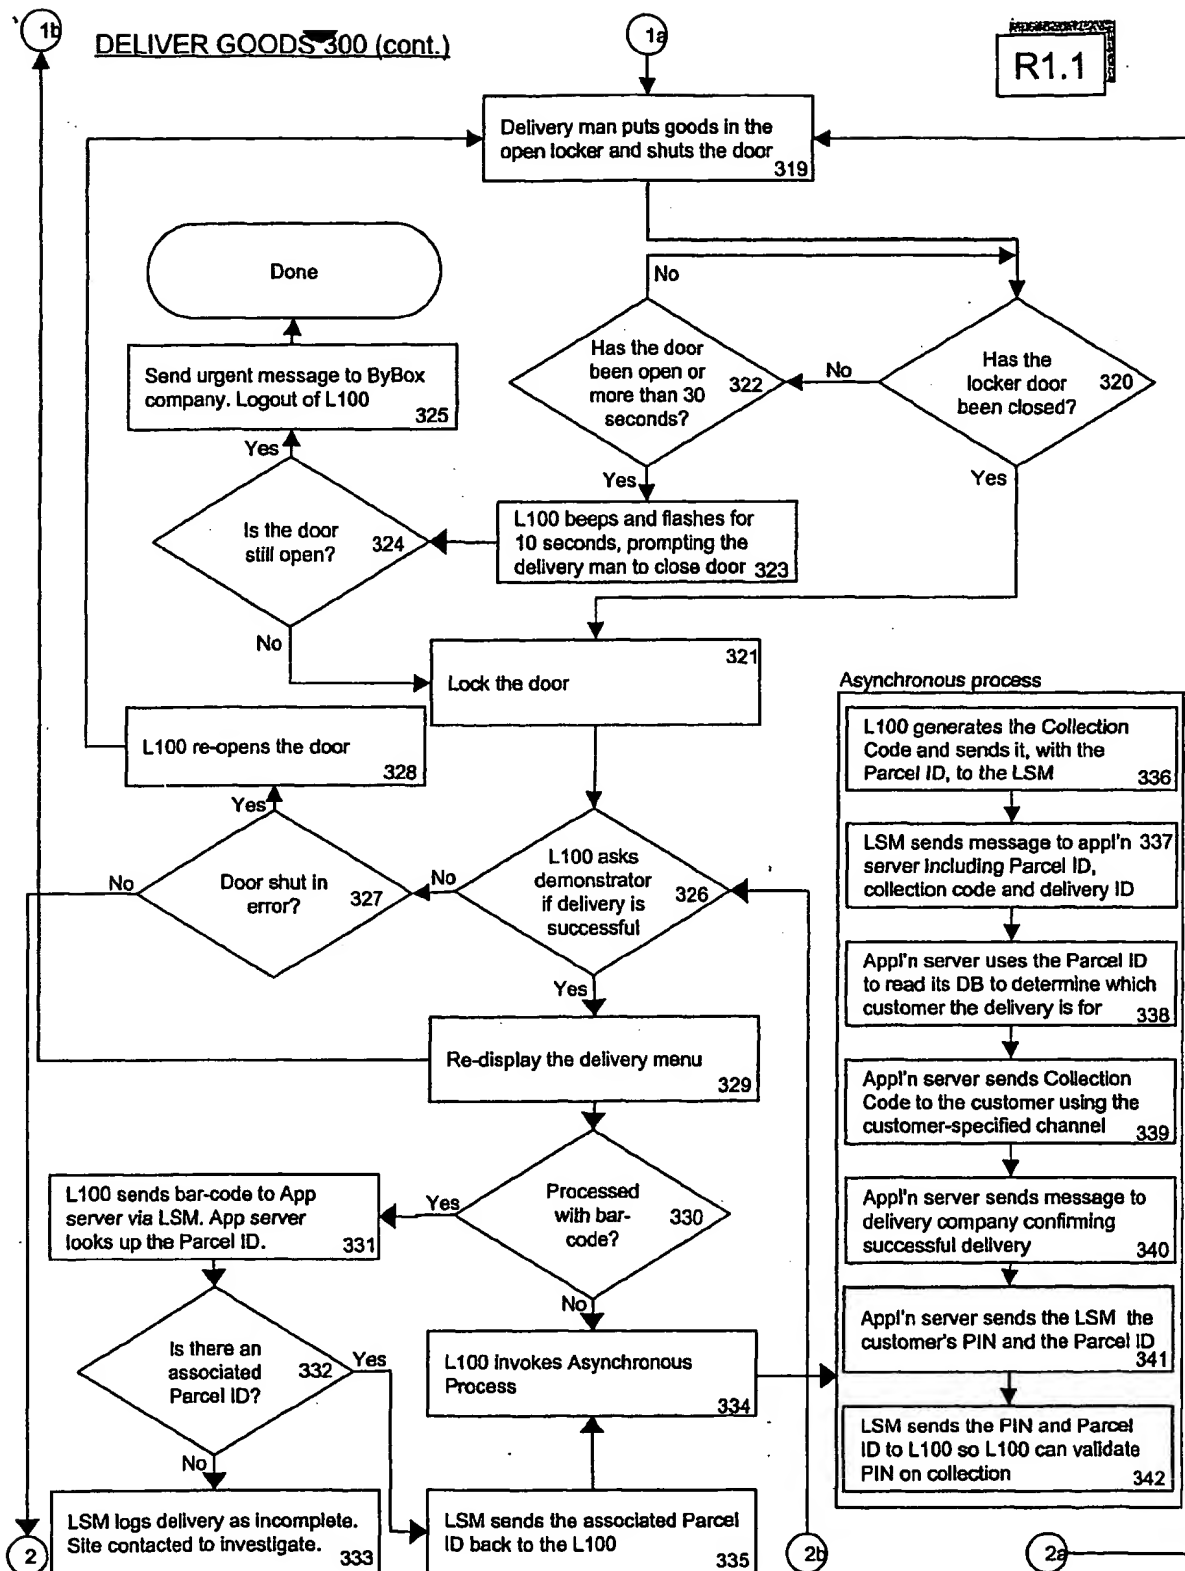 1b
DELIVER GOODS 300 (cont.)
1a
R1.1
Delivery man puts goods in the
open locker and shuts the door
319
Done
No
Has the door
been open or
more than 30
seconds?
322
No
Has the
locker door
been closed?
320
Send urgent message to ByBox
company. Logout of L100
325
Yes
Yes
Yes
Is the door
still open?
324
L100 beeps and flashes for
10 seconds, prompting the
delivery man to close door
323
No
321
Lock the door
Asynchronous process
L100 re-opens the door
328
L100 generates the Collection
Code and sends it, with the
Parcel ID, to the LSM
336
Yes
No
Door shut in
error?
327
No
L100 asks
demonstrator
if delivery is
successful
326
LSM sends message to appl'n 337
server including Parcel ID,
collection code and delivery ID
Appl'n server uses the Parcel ID
to read its DB to determine which
customer the delivery is for
338
Yes
Re-display the delivery menu
329
Appl'n server sends Collection
Code to the customer using the
customer-specified channel
339
L100 sends bar-code to App
server via LSM. App server
looks up the Parcel ID.
331
Yes
Processed
with bar-
code?
330
Appl'n server sends message to
delivery company confirming
successful delivery
340
No
Is there an
associated
Parcel ID?
332
Yes
L100 invokes Asynchronous
Process
334
Appl'n server sends the LSM the
customer's PIN and the Parcel ID
341
No
LSM sends the PIN and Parcel
ID to L100 so L100 can validate
PIN on collection
342
2
LSM logs delivery as incomplete.
Site contacted to investigate.
333
LSM sends the associated Parcel
ID back to the L100
335
2b
2a